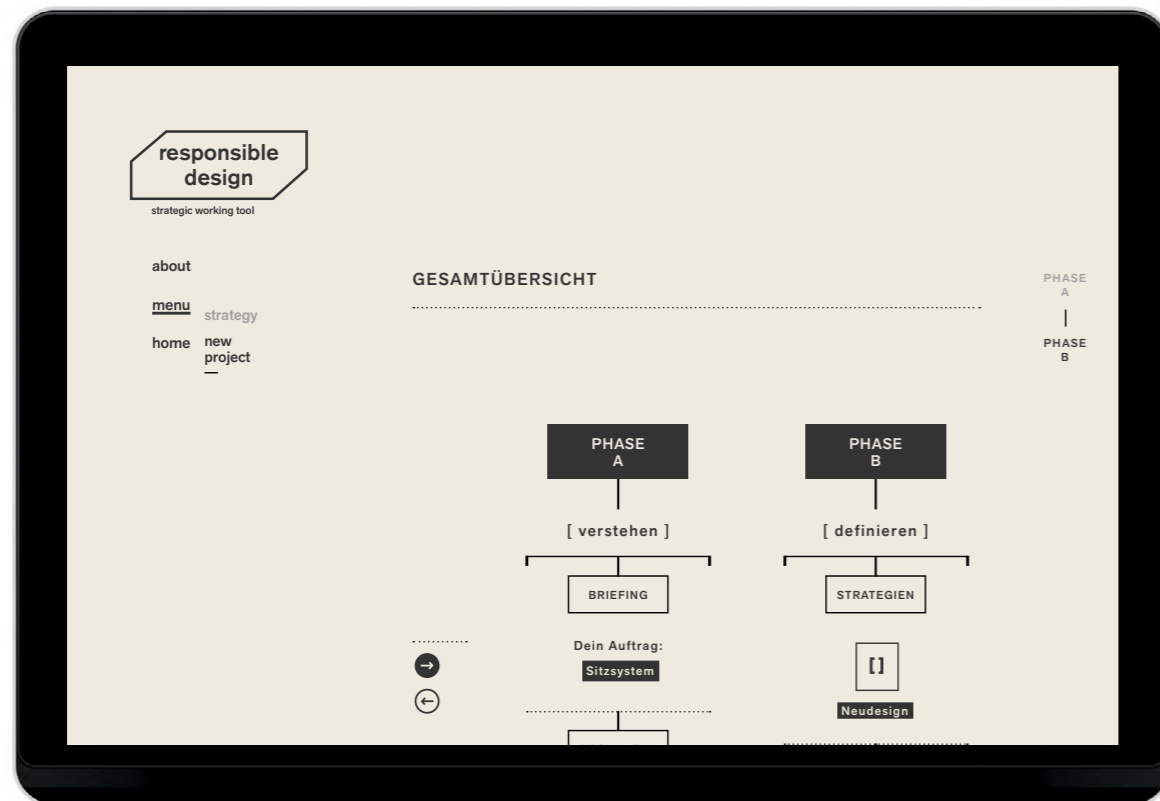 responsible
design
strategic working tool
about
menu
strategy
home
new
project
GESAMTÜBERSICHT
PHASE
A
PHASE
B
PHASE
A
[ verstehen ]
BRIEFING
Dein Auftrag:
Sitzsystem
PHASE
B
[ definieren ]
STRATEGIEN
[ ]
Neudesign